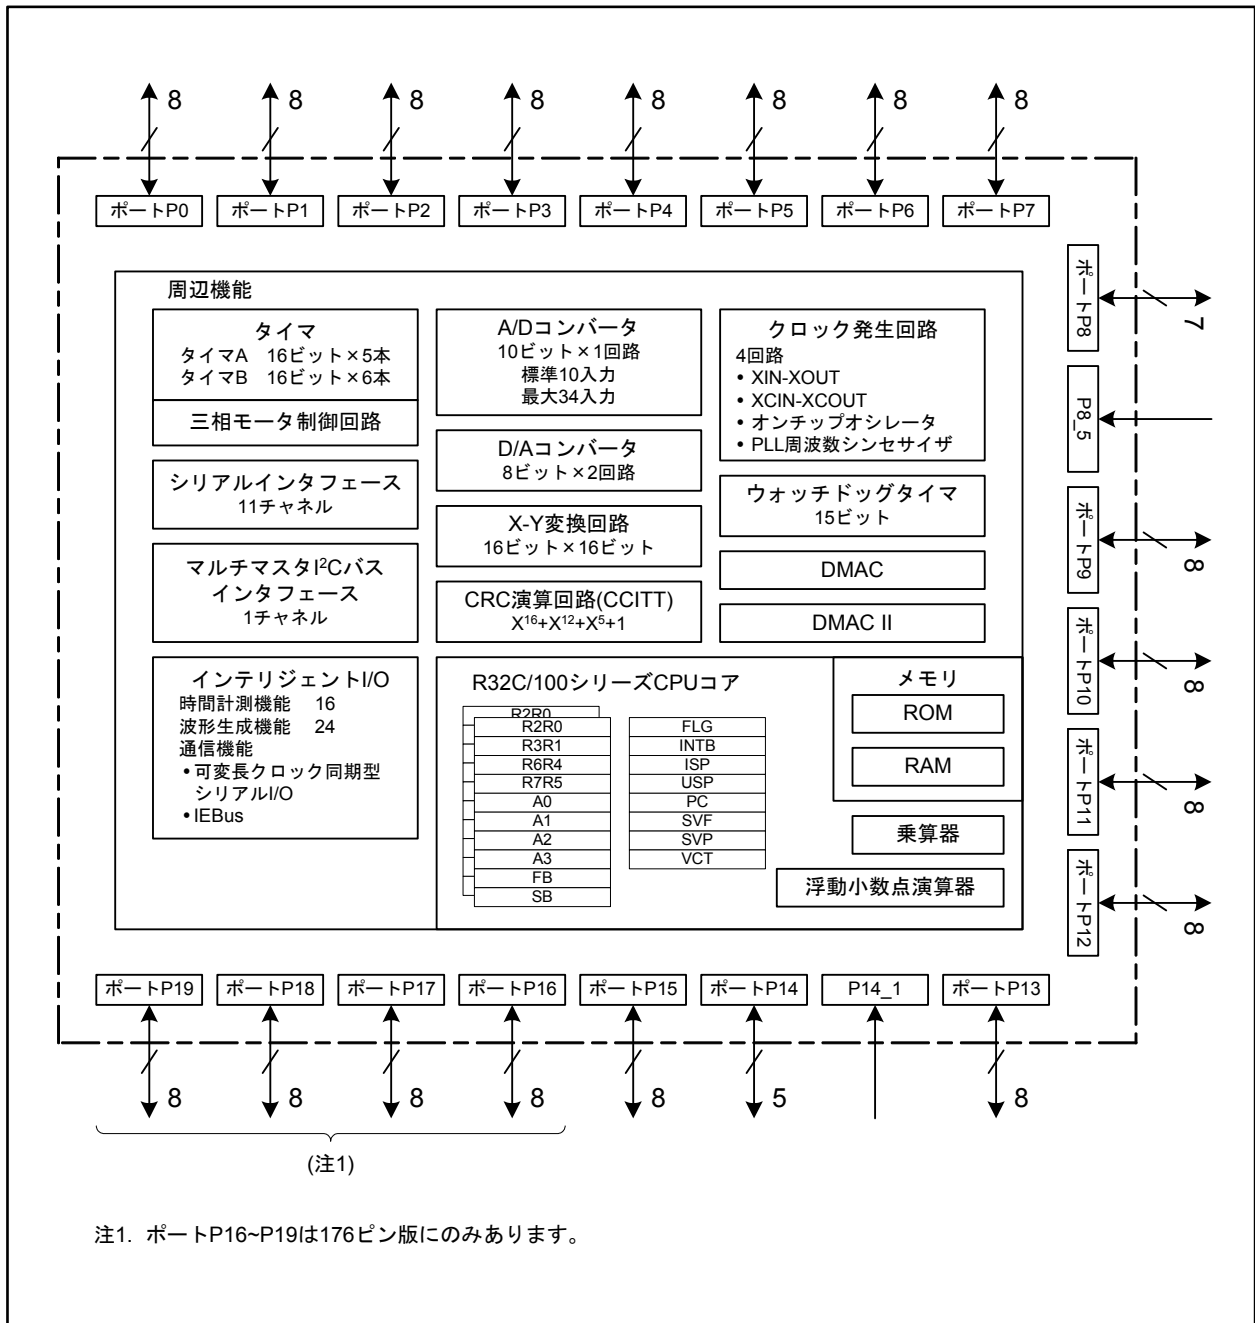 8 8 8 8 8 8 8 8
ポートP0 ポートP1 ポートP2 ポートP3 ポートP4 ポートP5 ポートP6 ポートP7
ポートP8
7
P8_5
ポートP9
8
ポートP10
8
ポートP11
8
ポートP12
8
周辺機能
タイマ
タイマA 16ビット×5本
タイマB 16ビット×6本
三相モータ制御回路
シリアルインタフェース
11チャネル
マルチマスタI²Cバス
インタフェース
1チャネル
インテリジェントI/O
時間計測機能 16
波形生成機能 24
通信機能
•可変長クロック同期型
シリアルI/O
•IEBus
A/Dコンバータ
10ビット×1回路
標準10入力
最大34入力
D/Aコンバータ
8ビット×2回路
X-Y変換回路
16ビット×16ビット
CRC演算回路(CCITT)
X¹⁶+X¹²+X⁵+1
クロック発生回路
4回路
• XIN-XOUT
• XCIN-XCOUT
• オンチップオシレータ
• PLL周波数シンセサイザ
ウォッチドッグタイマ
15ビット
DMAC
DMAC II
R32C/100シリーズCPUコア
R2R0
R2R0
R3R1
R6R4
R7R5
A0
A1
A2
A3
FB
SB
FLG
INTB
ISP
USP
PC
SVF
SVP
VCT
メモリ
ROM
RAM
乗算器
浮動小数点演算器
ポートP19 ポートP18 ポートP17 ポートP16 ポートP15 ポートP14 P14_1 ポートP13
8 8 8 8 8 5 8
(注1)
注1. ポートP16~P19は176ピン版にのみあります。